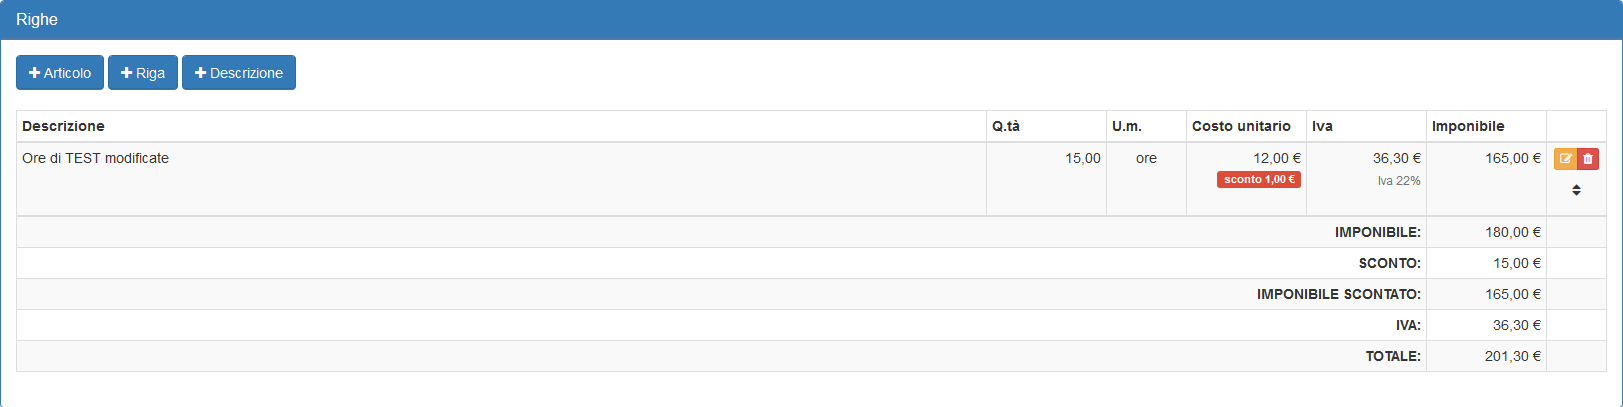 Righe
Articolo Riga Descrizione
Descrizione Q.tà U.m. Costo unitario Iva Imponibile
Ore di TEST modificate 15,00 ore 12,00 € 36,30 € 165,00 €
sconto 1,00 € Iva 22%
IMPONIBILE: 180,00 €
SCONTO: 15,00 €
IMPONIBILE SCONTATO: 165,00 €
IVA: 36,30 €
TOTALE: 201,30 €